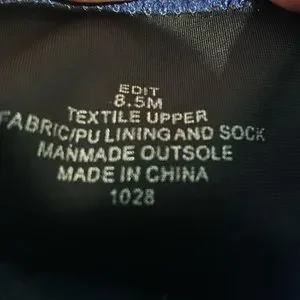 EDIT
8.5M
TEXTILE UPPER
FABRIC/PU LINING AND SOCK
MANMADE OUTSOLE
MADE IN CHINA
1028